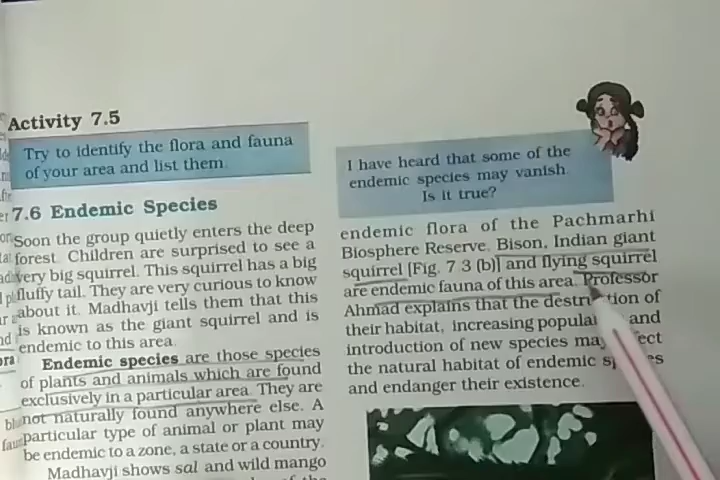 Activity 7.5
Try to identify the flora and fauna
of your area and list them.
7.6 Endemic Species
Soon the group quietly enters the deep
forest. Children are surprised to see a
very big squirrel. This squirrel has a big
fluffy tail. They are very curious to know
about it. Madhavji tells them that this
is known as the giant squirrel and is
endemic to this area.
Endemic species are those species
of plants and animals which are found
exclusively in a particular area. They are
not naturally found anywhere else. A
particular type of animal or plant may
be endemic to a zone, a state or a country.
Madhavji shows sal and wild mango
I have heard that some of the
endemic species may vanish.
Is it true?
endemic flora of the Pachmarhi
Biosphere Reserve. Bison, Indian giant
squirrel [Fig. 7 3 (b)] and flying squirrel
are endemic fauna of this area. Professor
Ahmad explains that the destr tion of
their habitat, increasing popula and
introduction of new species ma ect
the natural habitat of endemic s es
and endanger their existence.